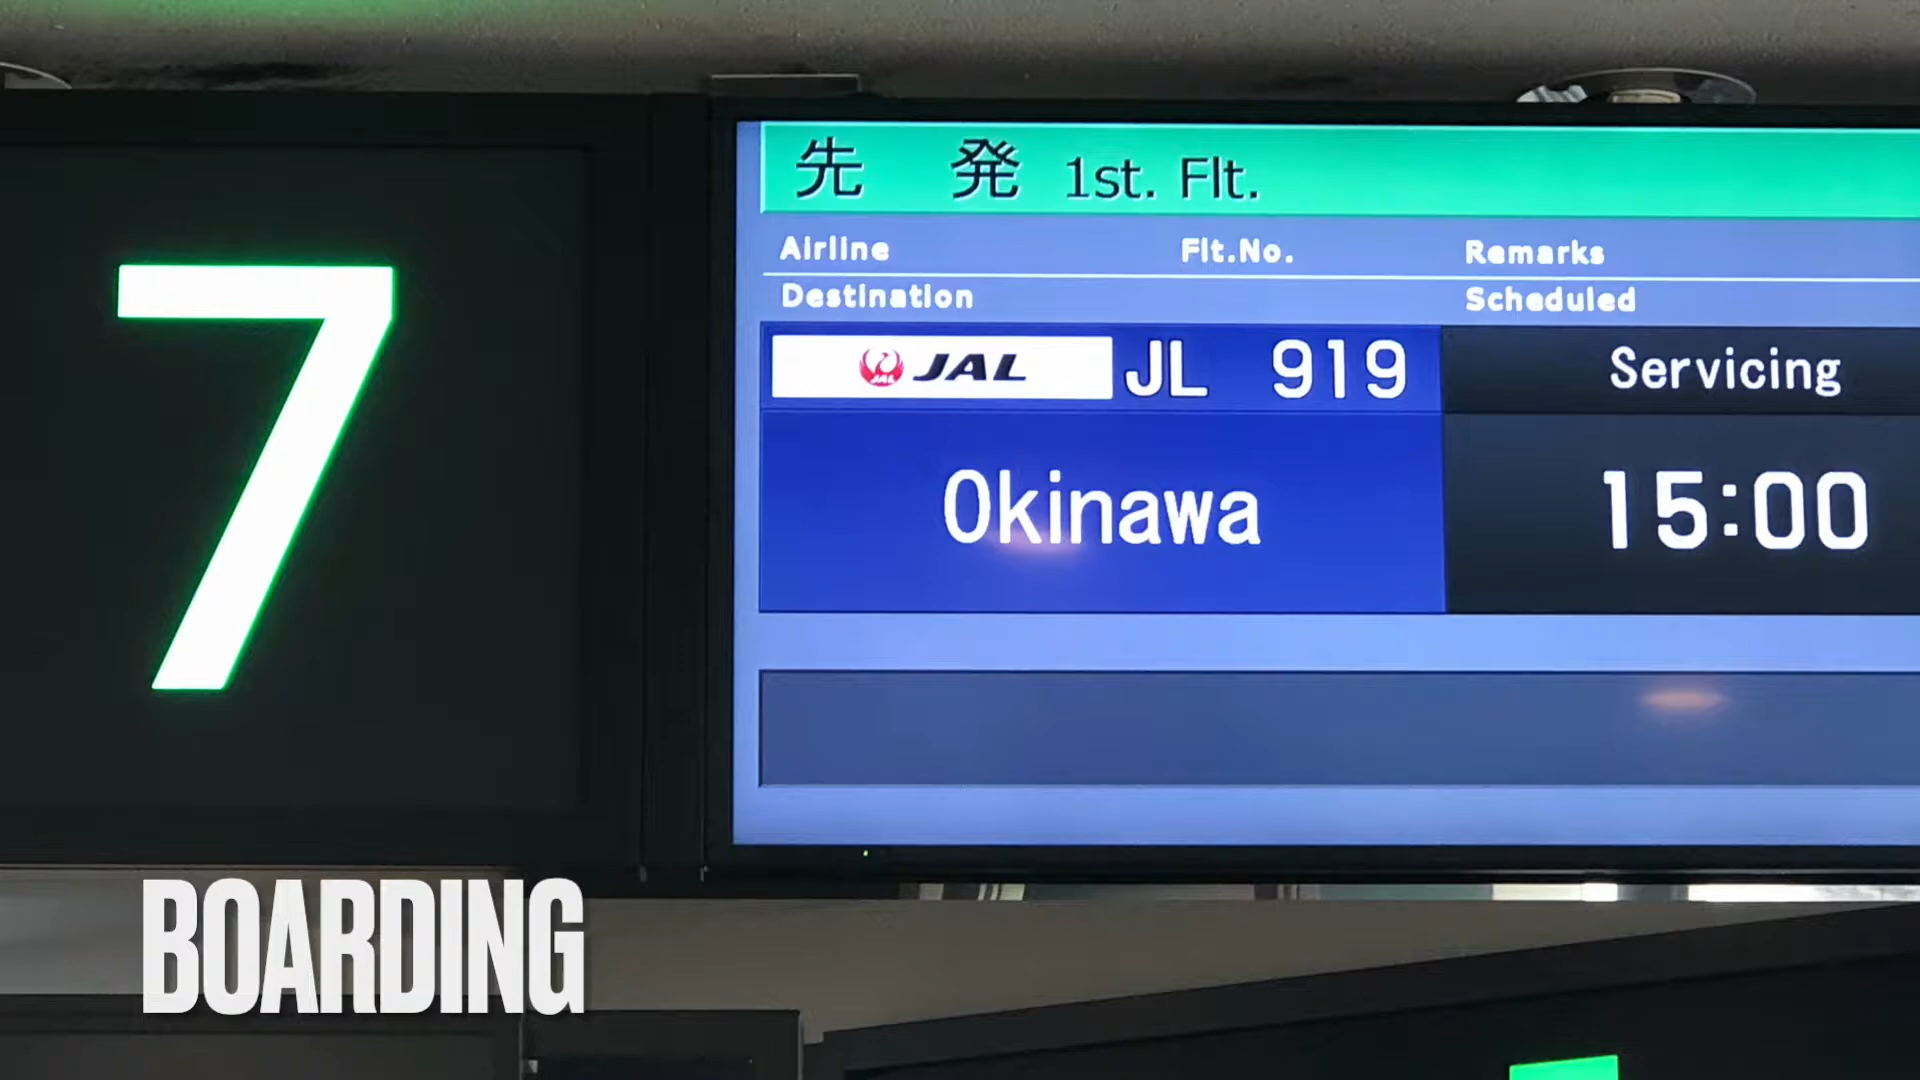 7
先 発 1st. Flt.
Airline Flt.No. Remarks
Destination Scheduled
JAL JAL JL 919 Servicing
Okinawa 15:00
BOARDING